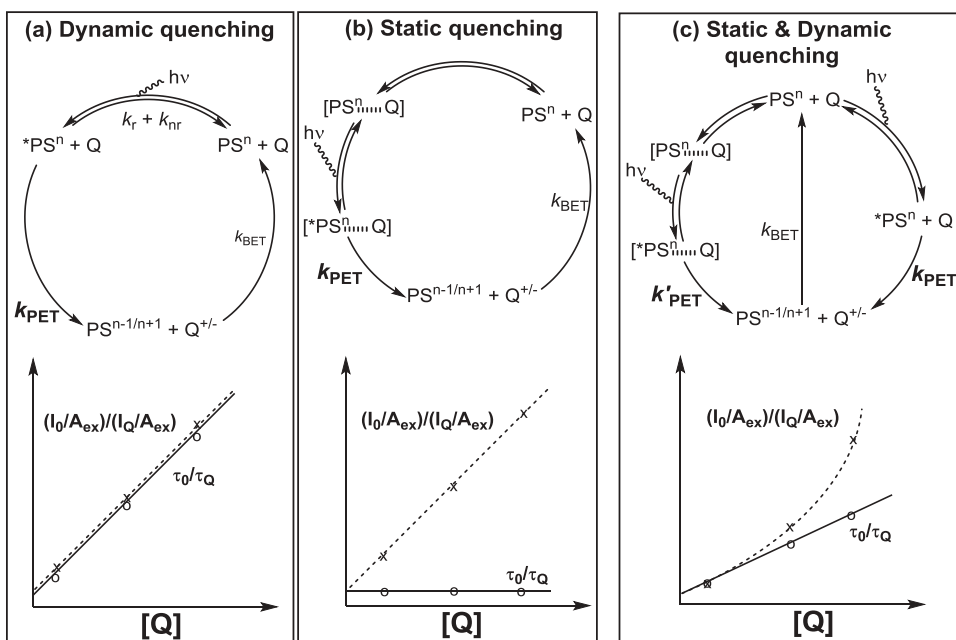 (a) Dynamic quenching
hν
k_r + k_nr
*PS^n + Q
PS^n + Q
k_BET
k_PET
PS^{n-1/n+1} + Q^{+/-}
(I_0/A_ex)/(I_Q/A_ex)
τ_0/τ_Q
[Q]
(b) Static quenching
[PS^n Q]
PS^n + Q
hν
[*PS^n Q]
k_BET
k_PET
PS^{n-1/n+1} + Q^{+/-}
(I_0/A_ex)/(I_Q/A_ex)
τ_0/τ_Q
[Q]
(c) Static & Dynamic
quenching
PS^n + Q
hν
[PS^n Q]
hν
*PS^n + Q
k_BET
[*PS^n Q]
k'_PET
k_PET
PS^{n-1/n+1} + Q^{+/-}
(I_0/A_ex)/(I_Q/A_ex)
τ_0/τ_Q
[Q]